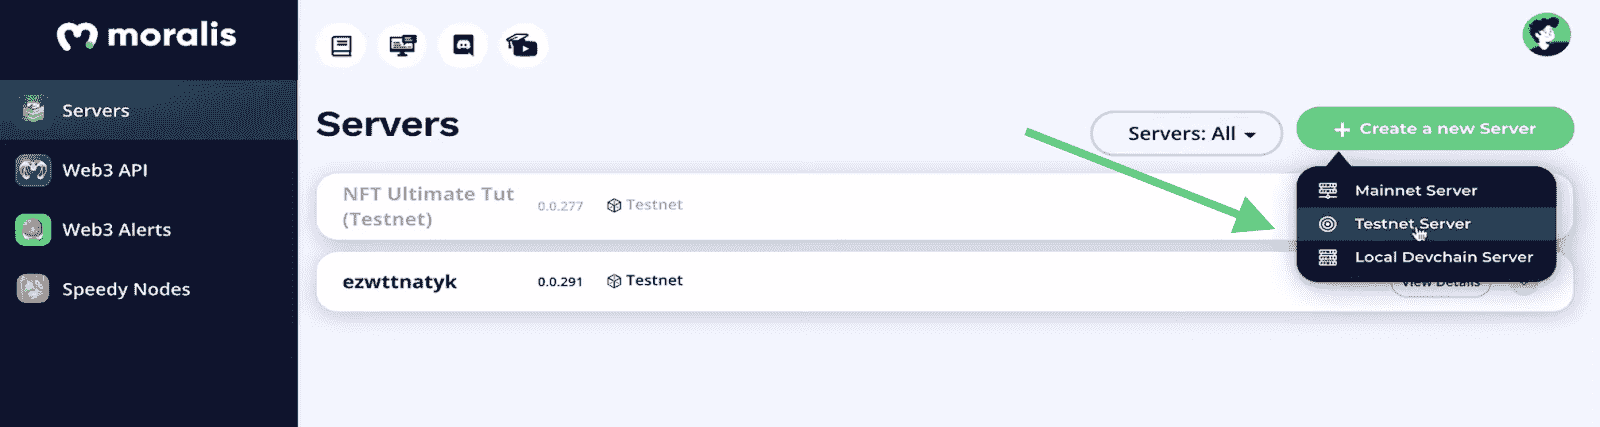 moralis
Servers
Web3 API
Web3 Alerts
Speedy Nodes
Servers
Servers: All
+ Create a new Server
Mainnet Server
Testnet Server
Local Devchain Server
NFT Ultimate Tut
(Testnet)
0.0.277
Testnet
ezwttnatyk
0.0.291
Testnet
View Details